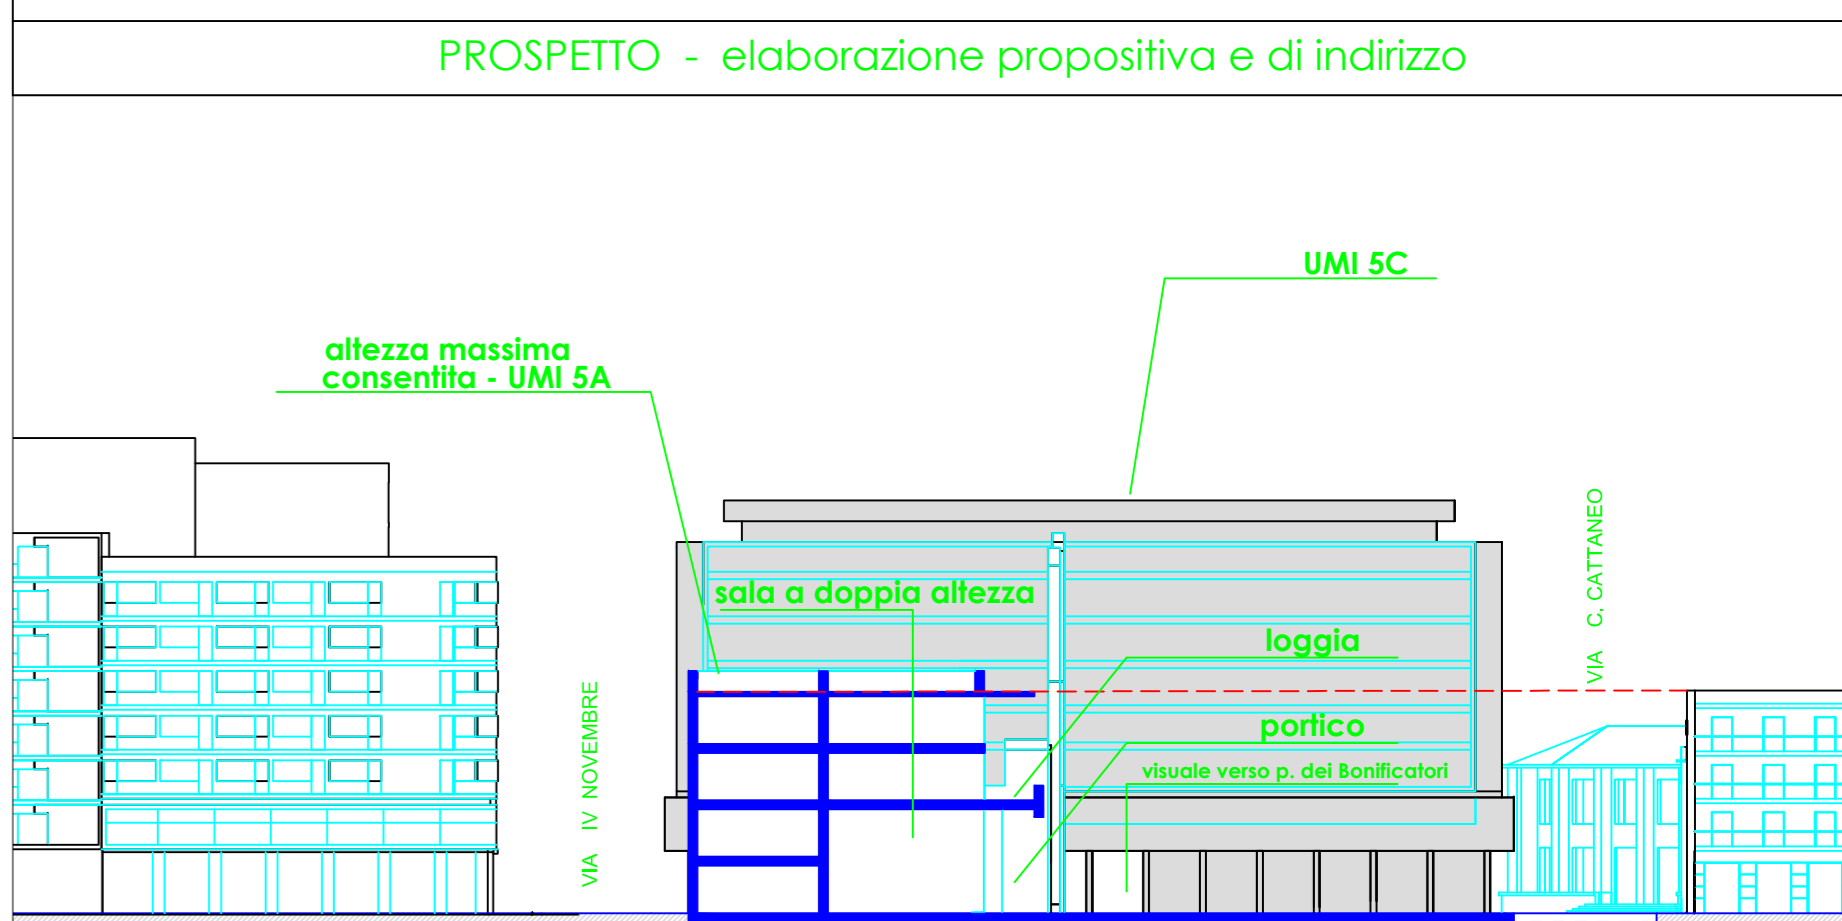 PROSPETTO - elaborazione propositiva e di indirizzo
UMI 5C
altezza massima
consentita - UMI 5A
sala a doppia altezza
loggia
portico
visuale verso p. dei Bonificatori
VIA IV NOVEMBRE
VIA C. CATTANEO